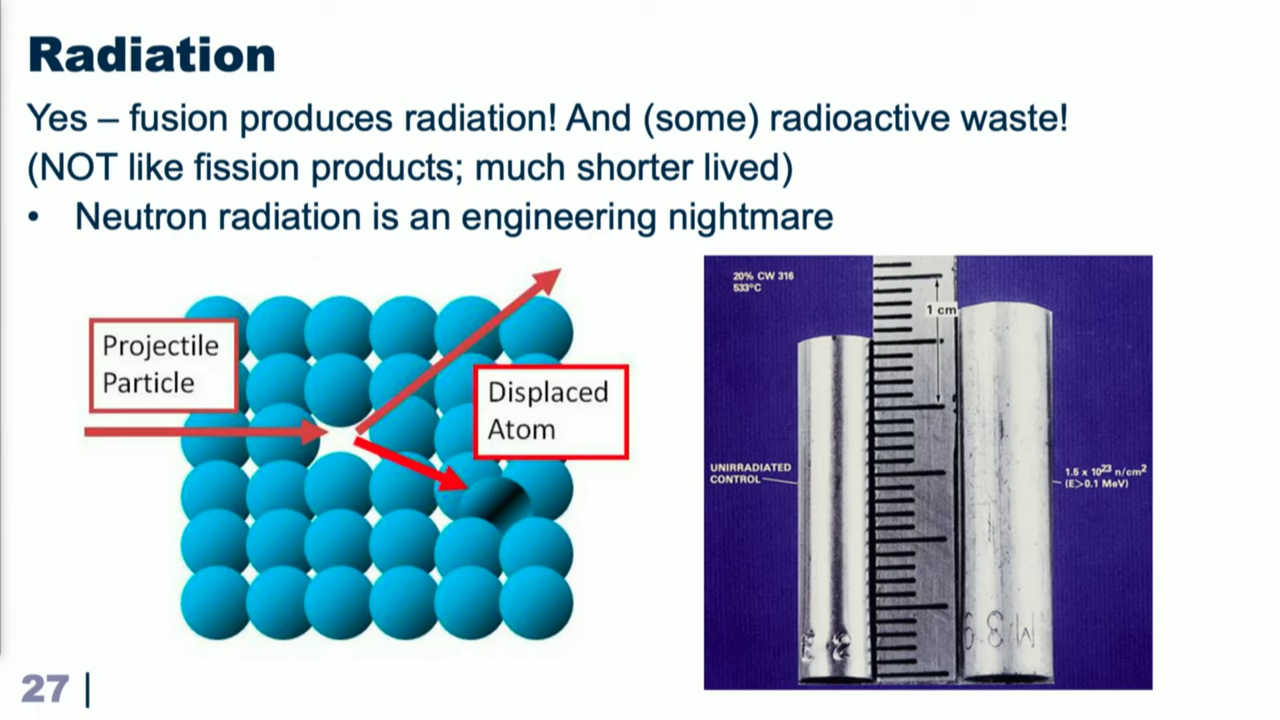 Radiation
Yes – fusion produces radiation! And (some) radioactive waste!
(NOT like fission products; much shorter lived)
• Neutron radiation is an engineering nightmare
Projectile
Particle
Displaced
Atom
20% CW 316
533°C
1 cm
UNIRRADIATED
CONTROL
1.5 x 10²³ n/cm²
(E>0.1 MeV)
27 |